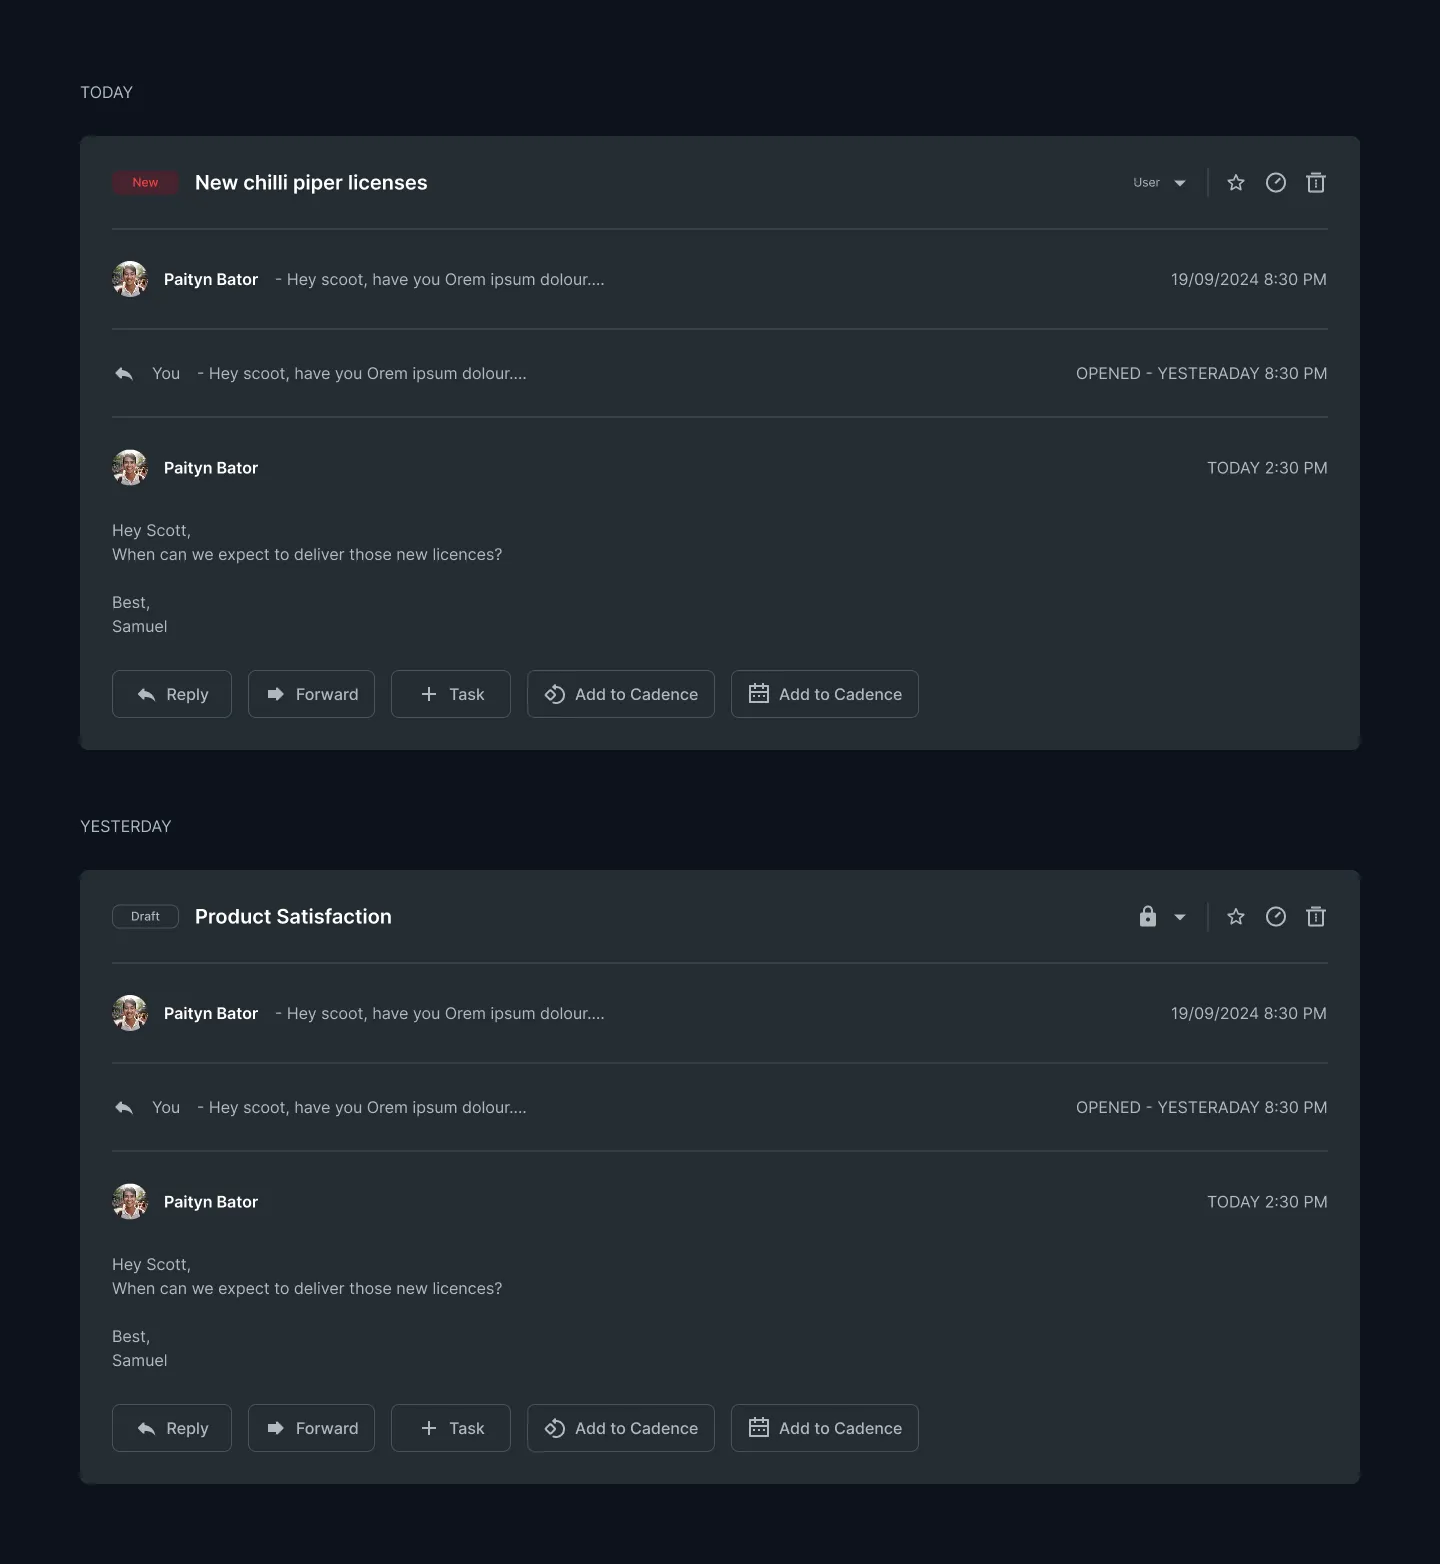 TODAY
New New chilli piper licenses User
Paityn Bator - Hey scoot, have you Orem ipsum dolour.... 19/09/2024 8:30 PM
You - Hey scoot, have you Orem ipsum dolour.... OPENED - YESTERADAY 8:30 PM
Paityn Bator TODAY 2:30 PM
Hey Scott,
When can we expect to deliver those new licences?
Best,
Samuel
Reply Forward Task Add to Cadence Add to Cadence
YESTERDAY
Draft Product Satisfaction
Paityn Bator - Hey scoot, have you Orem ipsum dolour.... 19/09/2024 8:30 PM
You - Hey scoot, have you Orem ipsum dolour.... OPENED - YESTERADAY 8:30 PM
Paityn Bator TODAY 2:30 PM
Hey Scott,
When can we expect to deliver those new licences?
Best,
Samuel
Reply Forward Task Add to Cadence Add to Cadence